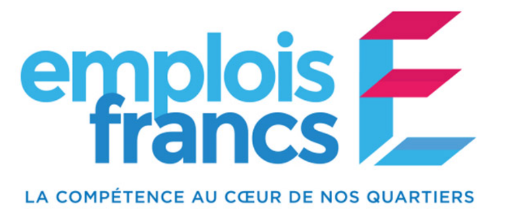 emplois
francs
LA COMPÉTENCE AU CŒUR DE NOS QUARTIERS